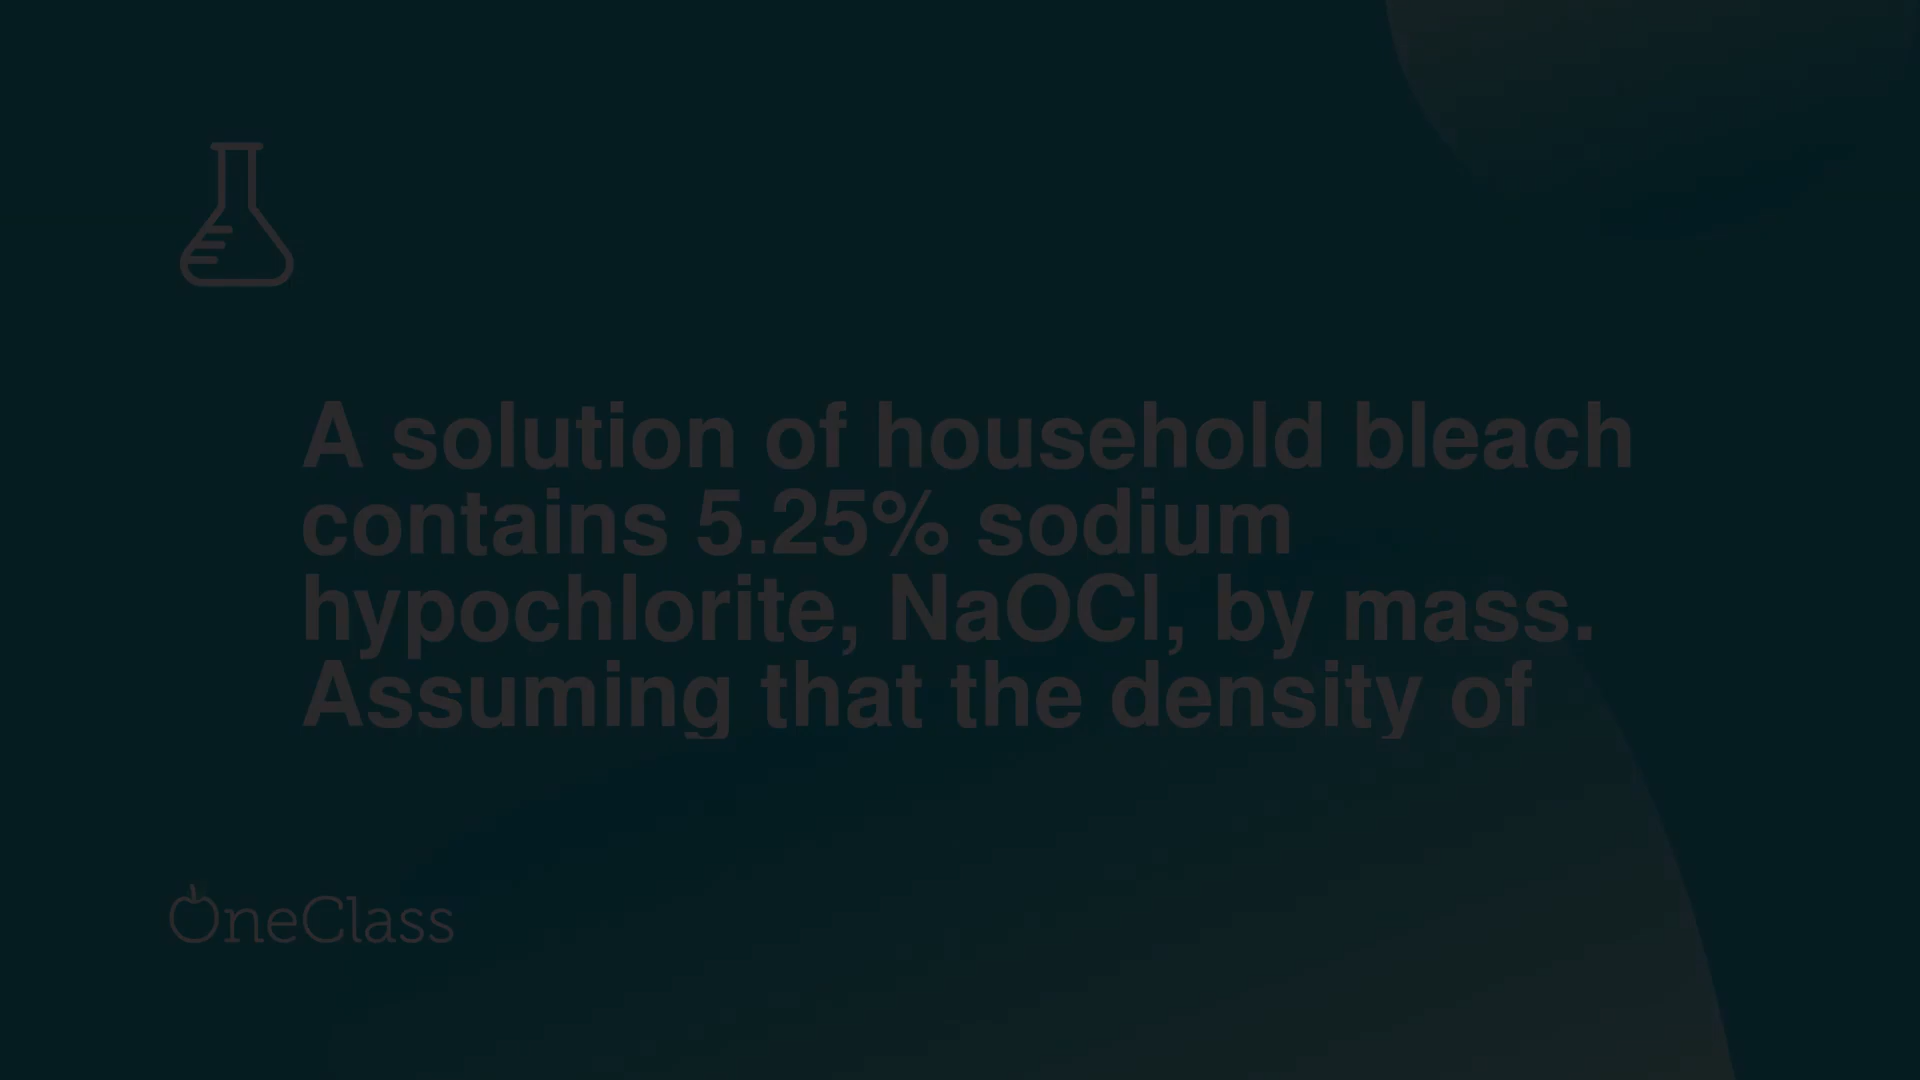 A solution of household bleach
contains 5.25% sodium
hypochlorite, NaOCl, by mass.
Assuming that the density of
OneClass